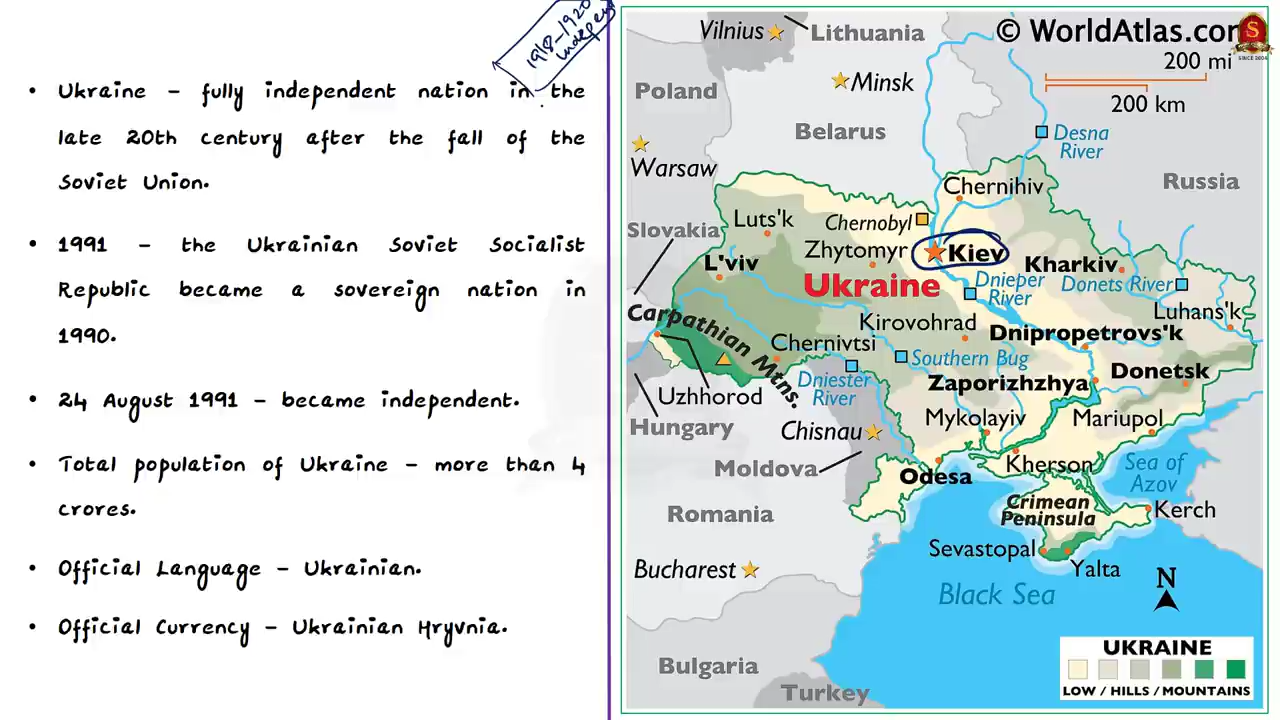 1918-1920
• Ukraine – fully independent nation in the
late 20th century after the fall of the
Soviet Union.
• 1991 – the Ukrainian Soviet Socialist
Republic became a sovereign nation in
1990.
• 24 August 1991 – became independent.
• Total population of Ukraine – more than 4
crores.
• Official Language – Ukrainian.
• Official Currency – Ukrainian Hryvnia.
© WorldAtlas.com
S
SINCE 2004
200 mi
200 km
Vilnius
Lithuania
Minsk
Poland
Belarus
Desna
River
Warsaw
Russia
Chernihiv
Slovakia
Luts'k
Chernobyl
Zhytomyr
Kiev
L'viv
Kharkiv
Ukraine
Dnieper
River
Donets River
Luhans'k
Carpathian Mtns.
Kirovohrad
Dnipropetrovs'k
Chernivtsi
Southern Bug
Donetsk
Uzhhorod
Dniester
River
Zaporizhzhya
Hungary
Chisnau
Mykolayiv
Mariupol
Moldova
Odesa
Kherson
Sea of
Azov
Romania
Crimean
Peninsula
Kerch
Sevastopal
Yalta
Bucharest
Black Sea
N
Bulgaria
Turkey
UKRAINE
LOW / HILLS / MOUNTAINS